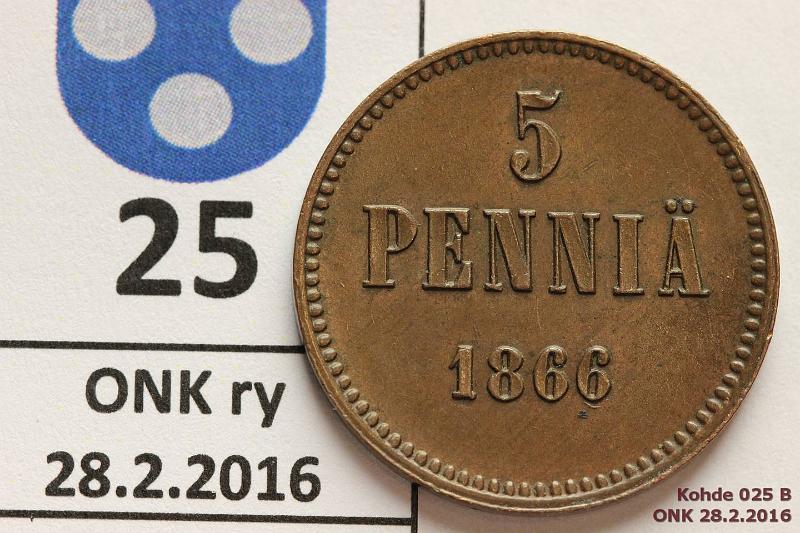 25
ONK ry
28.2.2016
5
PENNIÄ
1866
Kohde 025 B
ONK 28.2.2016